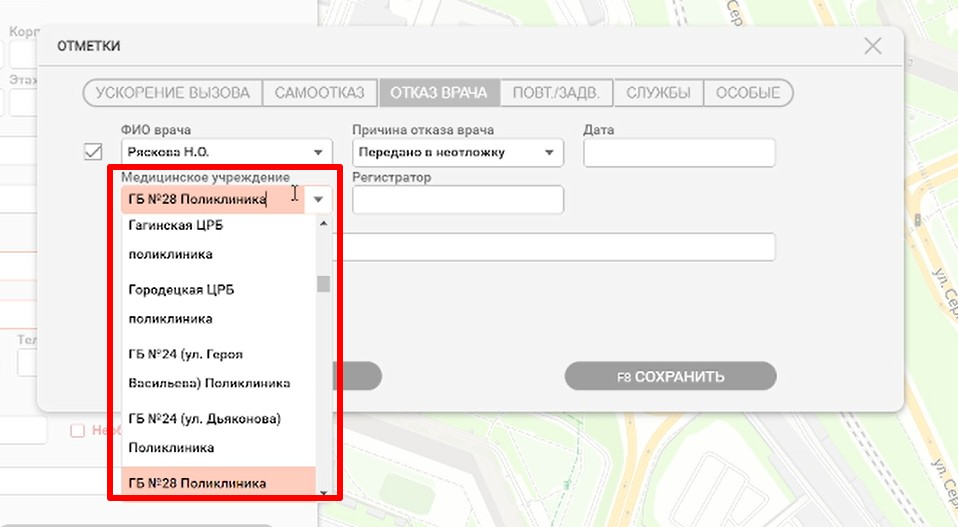 Корп
Этаж
ОТМЕТКИ
УСКОРЕНИЕ ВЫЗОВА
САМООТКАЗ
ОТКАЗ ВРАЧА
ПОВТ./ЗАДВ.
СЛУЖБЫ
ОСОБЫЕ
ФИО врача
Причина отказа врача
Дата
Ряскова Н.О.
Передано в неотложку
Медицинское учреждение
Регистратор
ГБ №28 Поликлиника
Гагинская ЦРБ
поликлиника
Городецкая ЦРБ
поликлиника
ГБ №24 (ул. Героя
Васильева) Поликлиника
ГБ №24 (ул. Дьяконова)
Поликлиника
ГБ №28 Поликлиника
F8 СОХРАНИТЬ
Тел
Необ
ул. Сер
ул. Сер
ул. Сер